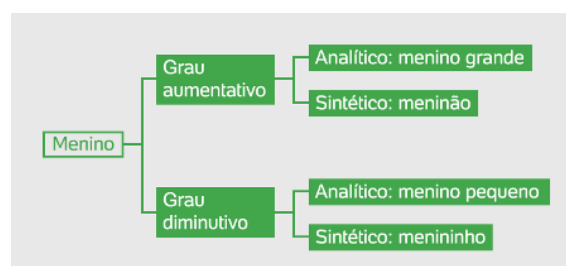 Menino
Grau
aumentativo
Analítico: menino grande
Sintético: meninão
Grau
diminutivo
Analítico: menino pequeno
Sintético: menininho